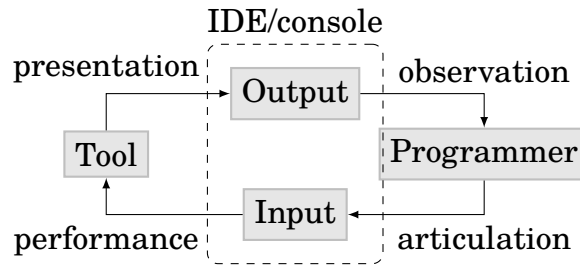 IDE/console
presentation
observation
Output
Tool
Programmer
Input
performance
articulation